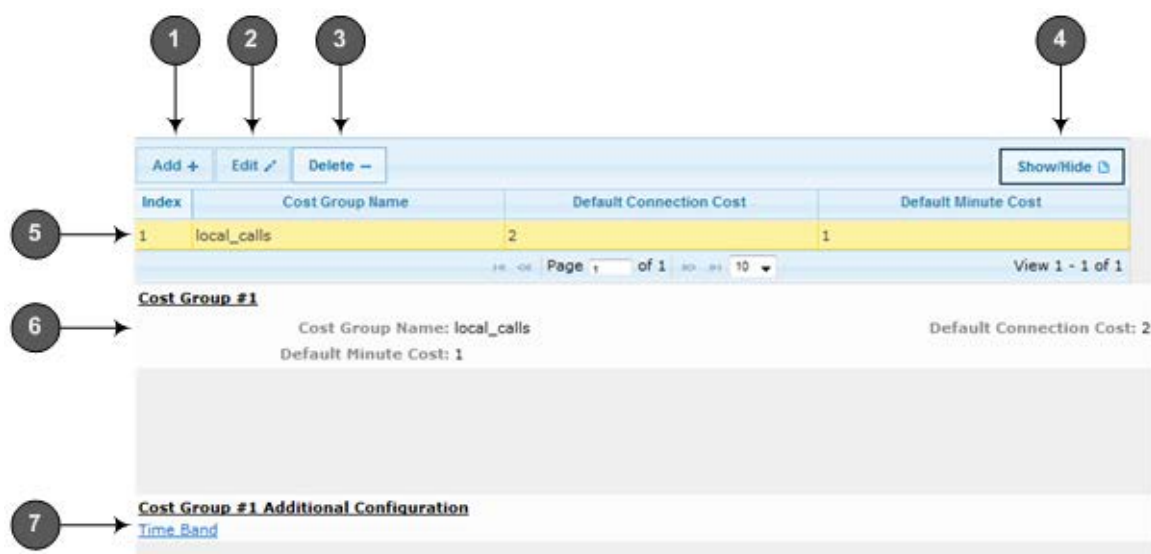 1 2 3 4
Add + Edit Delete – Show/Hide
Index Cost Group Name Default Connection Cost Default Minute Cost
5 1 local_calls 2 1
Page 1 of 1 10 View 1 - 1 of 1
Cost Group #1
6 Cost Group Name: local_calls Default Connection Cost: 2
Default Minute Cost: 1
Cost Group #1 Additional Configuration
7 Time Band